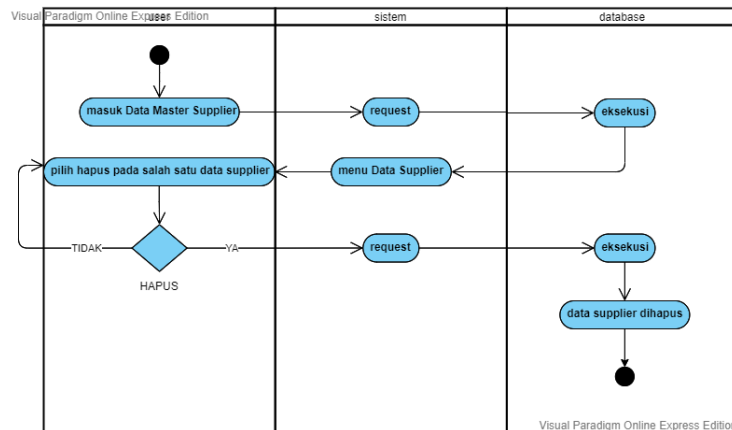 Visual Paradigm Online Express Edition
user
sistem
database
masuk Data Master Supplier
request
eksekusi
pilih hapus pada salah satu data supplier
menu Data Supplier
TIDAK
YA
request
eksekusi
HAPUS
data supplier dihapus
Visual Paradigm Online Express Edition